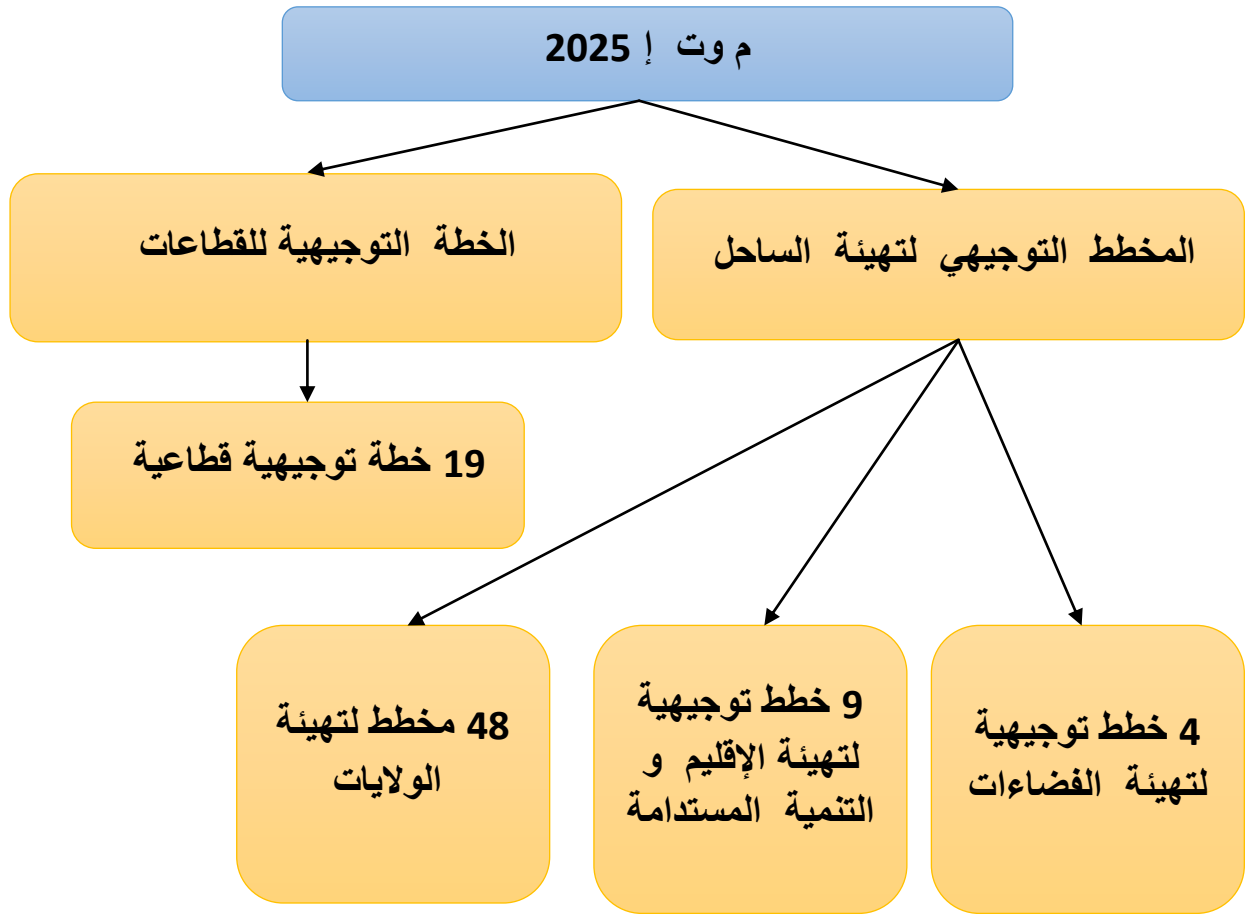 م وت إ 2025
المخطط التوجيهي لتهيئة الساحل
الخطة التوجيهية للقطاعات
19 خطة توجيهية قطاعية
4 خطط توجيهية
لتهيئة الفضاءات
9 خطط توجيهية
لتهيئة الإقليم و
التنمية المستدامة
48 مخطط لتهيئة
الولايات